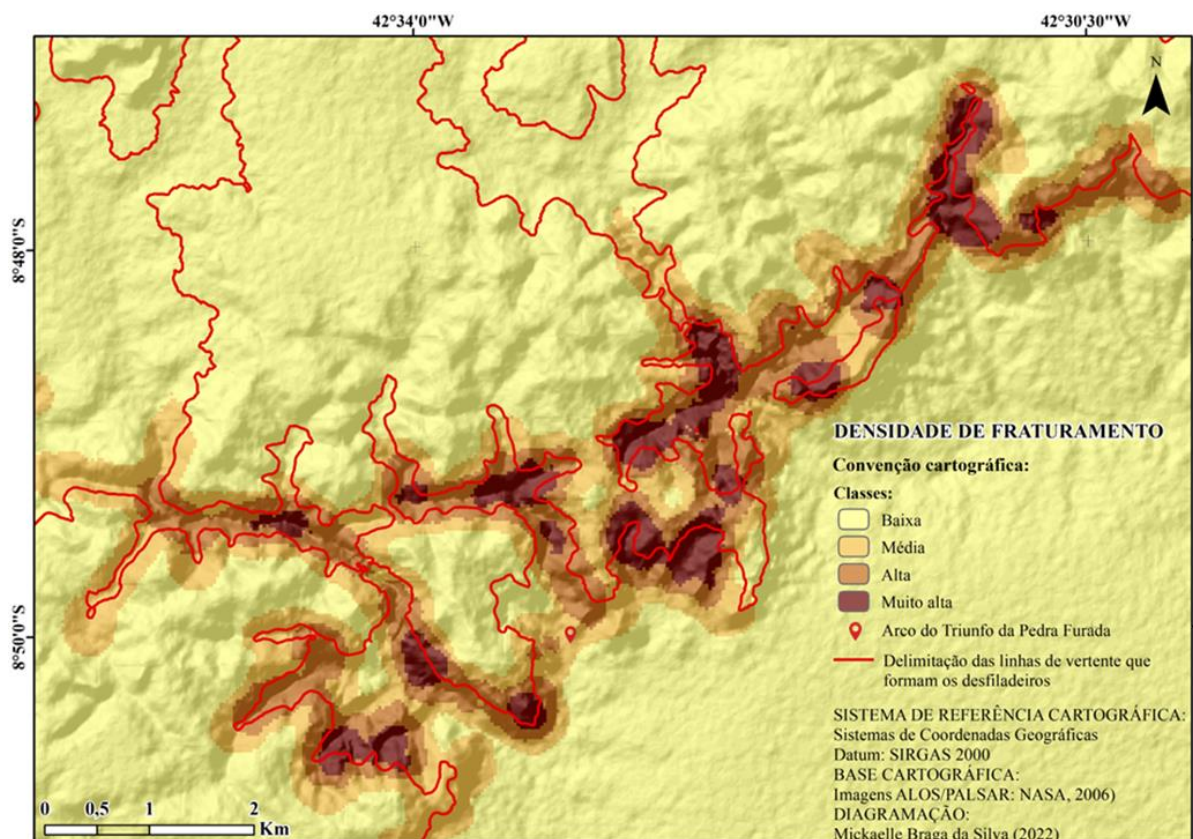 42°34'0"W
42°30'30"W
N
8°48'0"S
8°50'0"S
DENSIDADE DE FRATURAMENTO
Convenção cartográfica:
Classes:
Baixa
Média
Alta
Muito alta
Arco do Triunfo da Pedra Furada
Delimitação das linhas de vertente que
formam os desfiladeiros
SISTEMA DE REFERÊNCIA CARTOGRÁFICA:
Sistemas de Coordenadas Geográficas
Datum: SIRGAS 2000
BASE CARTOGRÁFICA:
Imagens ALOS/PALSAR: NASA, 2006)
DIAGRAMAÇÃO:
Mickaelle Braga da Silva (2022)
0 0,5 1 2
Km